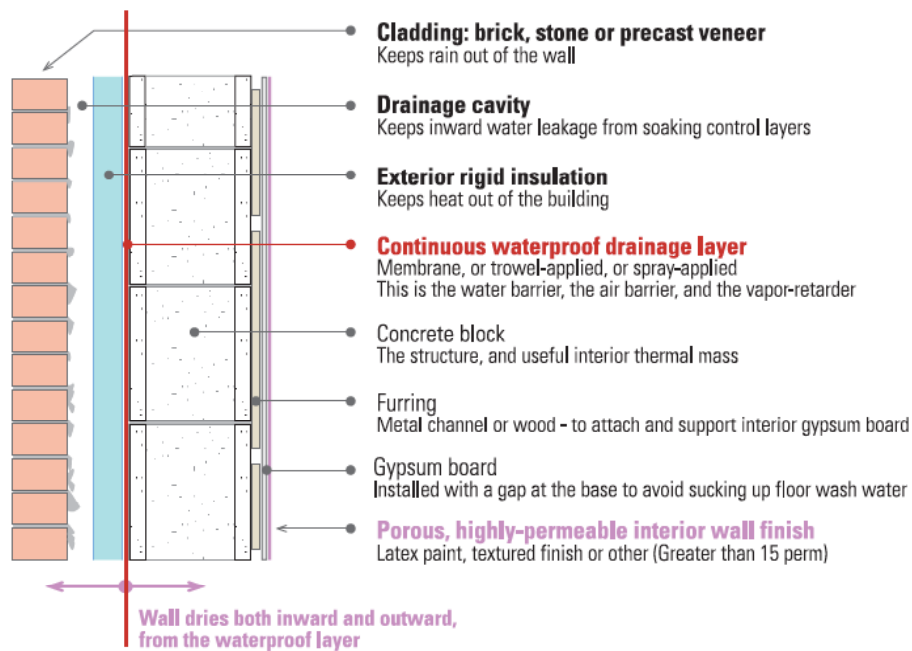 Cladding: brick, stone or precast veneer
Keeps rain out of the wall
Drainage cavity
Keeps inward water leakage from soaking control layers
Exterior rigid insulation
Keeps heat out of the building
Continuous waterproof drainage layer
Membrane, or trowel-applied, or spray-applied
This is the water barrier, the air barrier, and the vapor-retarder
Concrete block
The structure, and useful interior thermal mass
Furring
Metal channel or wood - to attach and support interior gypsum board
Gypsum board
Installed with a gap at the base to avoid sucking up floor wash water
Porous, highly-permeable interior wall finish
Latex paint, textured finish or other (Greater than 15 perm)
Wall dries both inward and outward,
from the waterproof layer